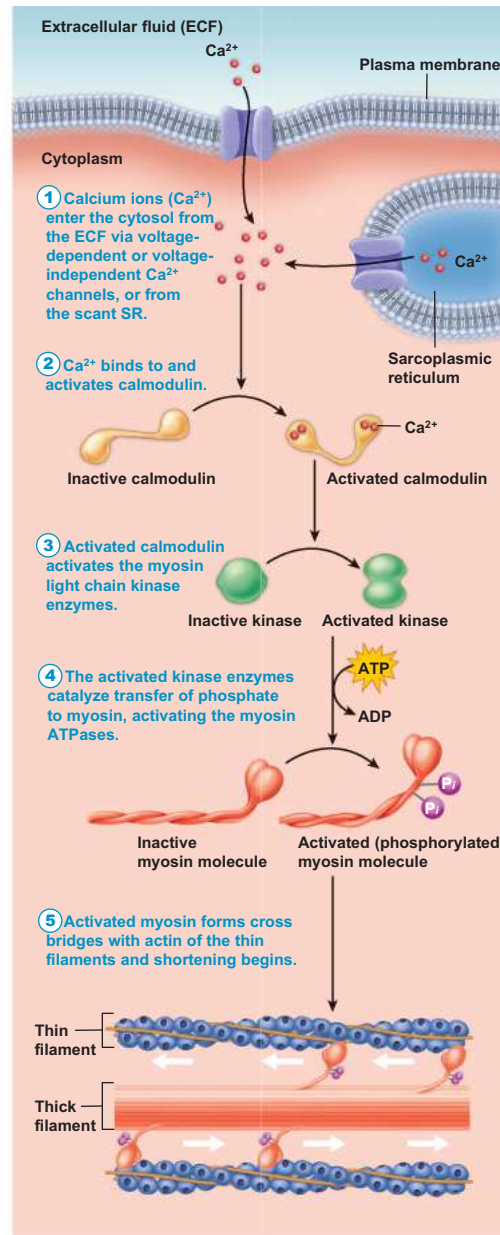 Extracellular fluid (ECF)
Ca2+
Plasma membrane
Cytoplasm
1 Calcium ions (Ca2+)
enter the cytosol from
the ECF via voltage-
dependent or voltage-
independent Ca2+
channels, or from
the scant SR.
Ca2+
Sarcoplasmic
reticulum
2 Ca2+ binds to and
activates calmodulin.
Ca2+
Inactive calmodulin
Activated calmodulin
3 Activated calmodulin
activates the myosin
light chain kinase
enzymes.
Inactive kinase
Activated kinase
4 The activated kinase enzymes
catalyze transfer of phosphate
to myosin, activating the myosin
ATPases.
ATP
ADP
Pi
Pi
Inactive
myosin molecule
Activated (phosphorylated
myosin molecule
5 Activated myosin forms cross
bridges with actin of the thin
filaments and shortening begins.
Thin
filament
Thick
filament